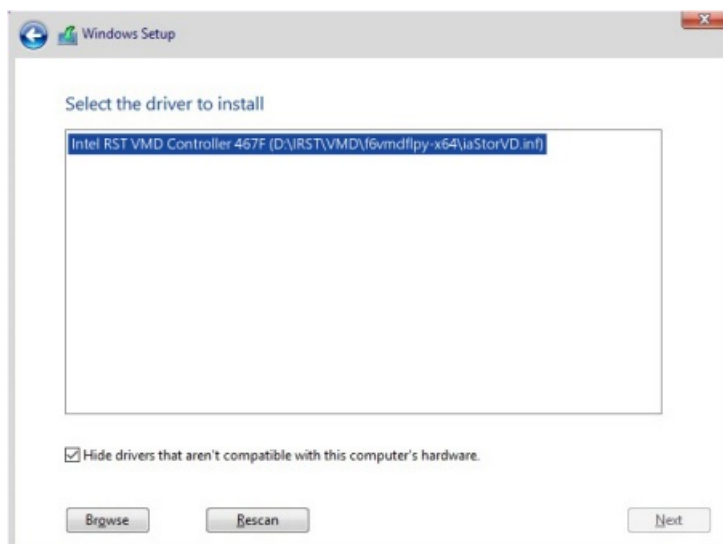 Windows Setup
Select the driver to install
Intel RST VMD Controller 467F (D:\IRST\VMD\f6vmdflpy-x64\iaStorVD.inf)
Hide drivers that aren't compatible with this computer's hardware.
Browse
Rescan
Next